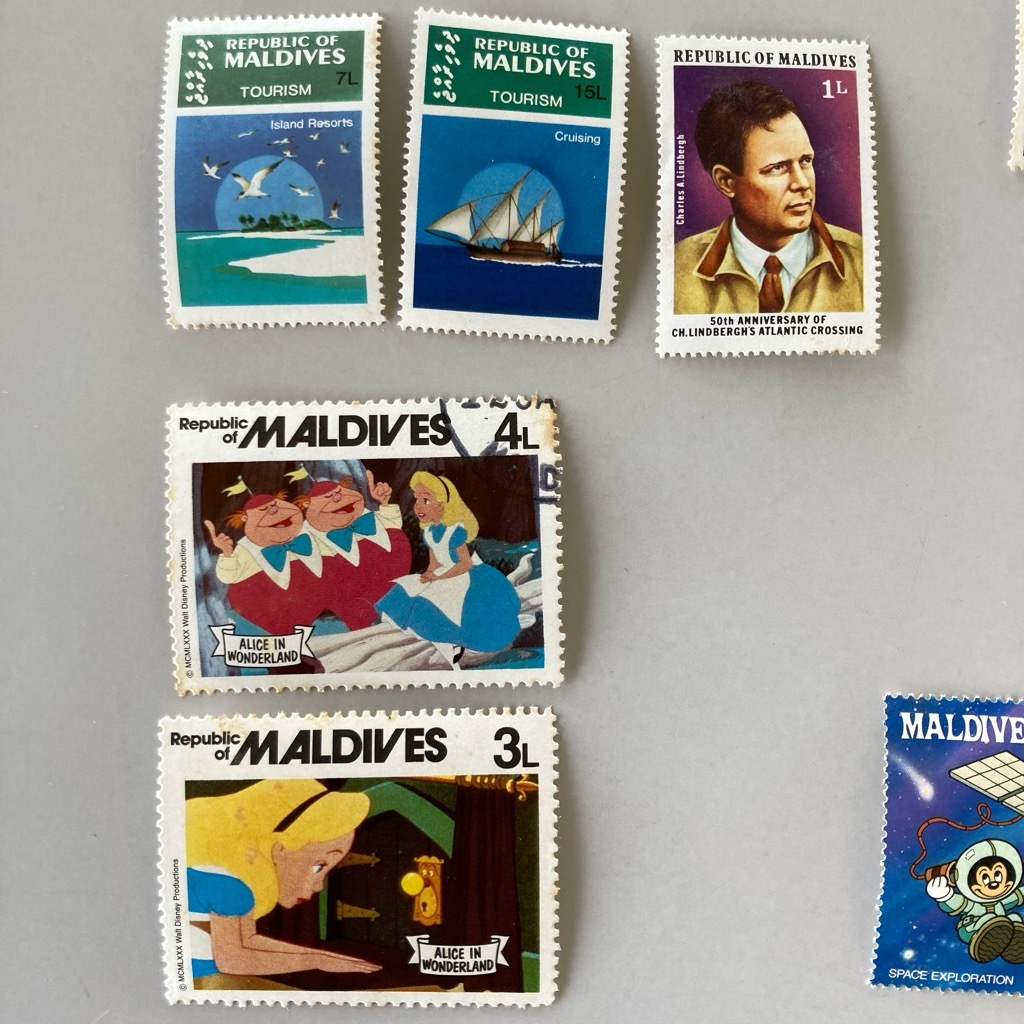 REPUBLIC OF
MALDIVES
7L
TOURISM
Island Resorts
REPUBLIC OF
MALDIVES
15L
TOURISM
Cruising
REPUBLIC OF MALDIVES
1L
Charles A.Lindbergh
50th ANNIVERSARY OF
CH.LINDBERGH'S ATLANTIC CROSSING
Republic
of MALDIVES 4L
© MCMLXXX Walt Disney Productions
ALICE IN
WONDERLAND
Republic
of MALDIVES 3L
© MCMLXXX Walt Disney Productions
ALICE IN
WONDERLAND
MALDIVE
SPACE EXPLORATION